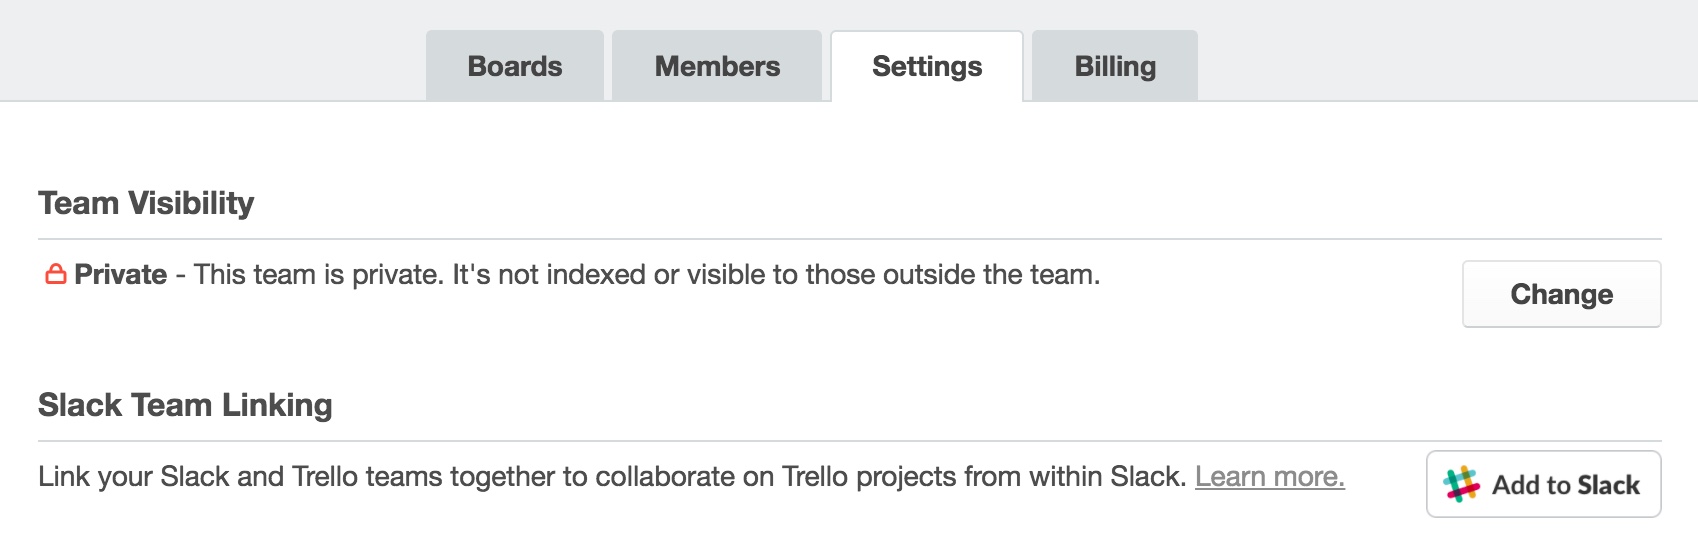 Boards Members Settings Billing
Team Visibility
Private - This team is private. It's not indexed or visible to those outside the team.
Change
Slack Team Linking
Link your Slack and Trello teams together to collaborate on Trello projects from within Slack. Learn more.
Add to Slack